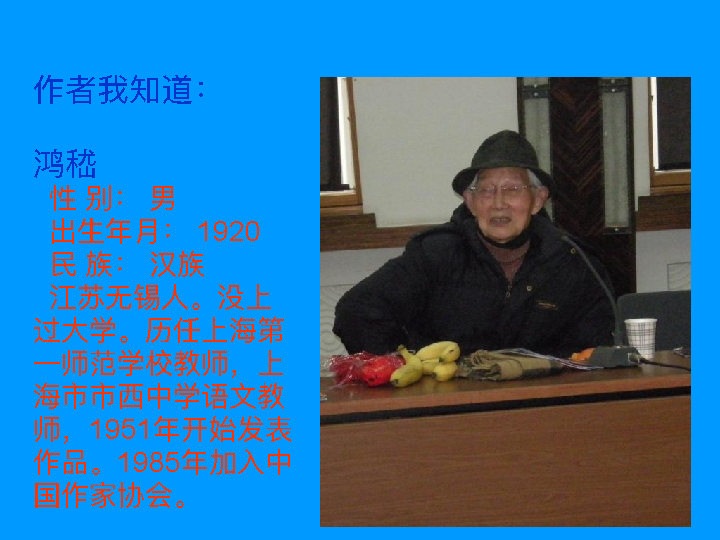 作者我知道：
鸿嵇
性 别： 男
出生年月： 1920
民 族： 汉族
江苏无锡人。没上
过大学。历任上海第
一师范学校教师，上
海市市西中学语文教
师，1951年开始发表
作品。1985年加入中
国作家协会。